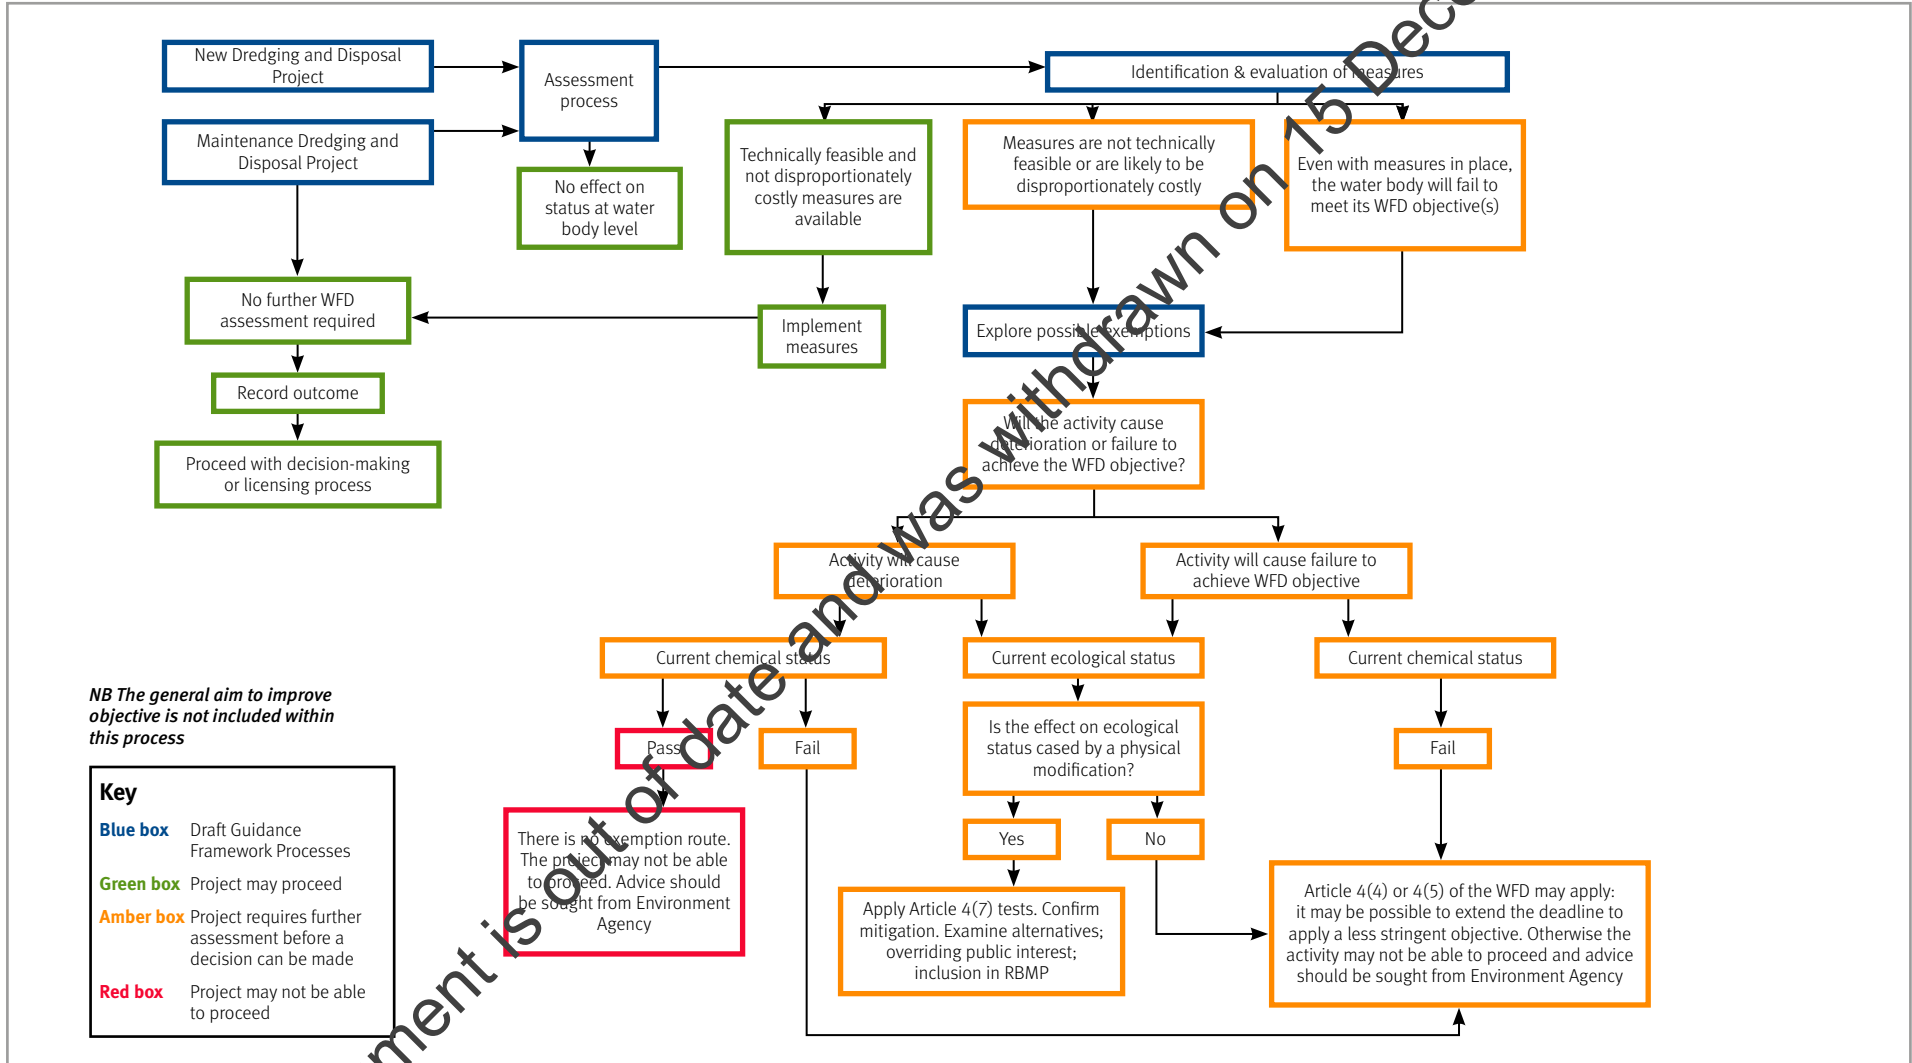 New Dredging and Disposal
Project
Maintenance Dredging and
Disposal Project
Assessment
process
No effect on
status at water
body level
Identification & evaluation of measures
Technically feasible and
not disproportionately
costly measures are
available
Measures are not technically
feasible or are likely to be
disproportionately costly
Even with measures in place,
the water body will fail to
meet its WFD objective(s)
No further WFD
assessment required
Implement
measures
Explore possible exemptions
Record outcome
Proceed with decision-making
or licensing process
Will the activity cause
deterioration or failure to
achieve the WFD objective?
Activity will cause
deterioration
Activity will cause failure to
achieve WFD objective
Current chemical status
Current ecological status
Current chemical status
Pass
Fail
Is the effect on ecological
status cased by a physical
modification?
Fail
Yes
No
There is no exemption route.
The project may not be able
to proceed. Advice should
be sought from Environment
Agency
Apply Article 4(7) tests. Confirm
mitigation. Examine alternatives;
overriding public interest;
inclusion in RBMP
Article 4(4) or 4(5) of the WFD may apply:
it may be possible to extend the deadline to
apply a less stringent objective. Otherwise the
activity may not be able to proceed and advice
should be sought from Environment Agency
NB The general aim to improve
objective is not included within
this process
Key
Blue box Draft Guidance
Framework Processes
Green box Project may proceed
Amber box Project requires further
assessment before a
decision can be made
Red box Project may not be able
to proceed
ment is out of date and was withdrawn on 15 Dece